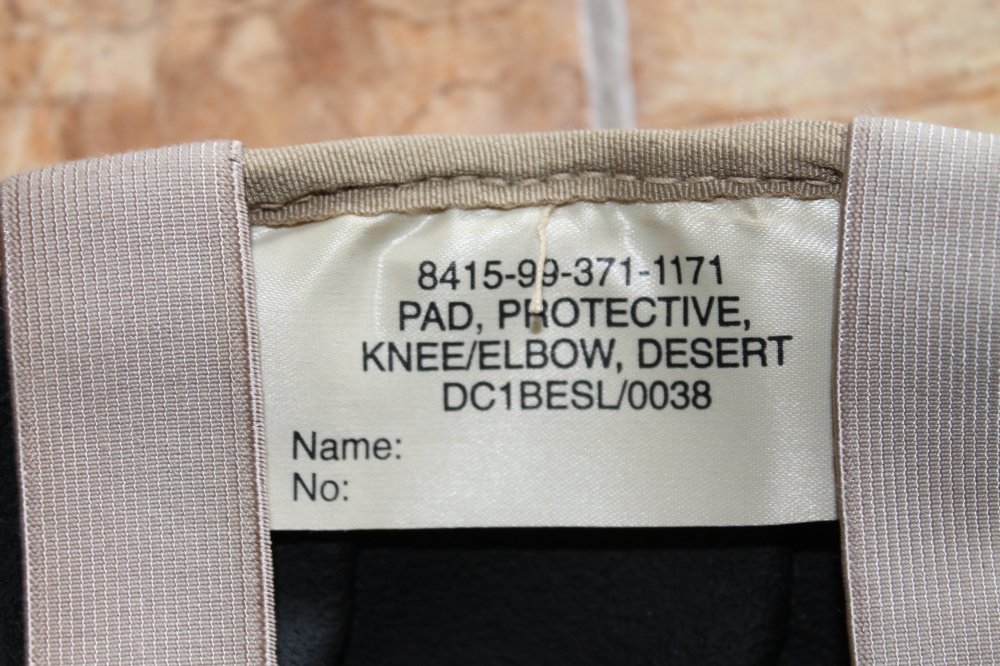 8415-99-371-1171
PAD, PROTECTIVE,
KNEE/ELBOW, DESERT
DC1BESL/0038
Name:
No: